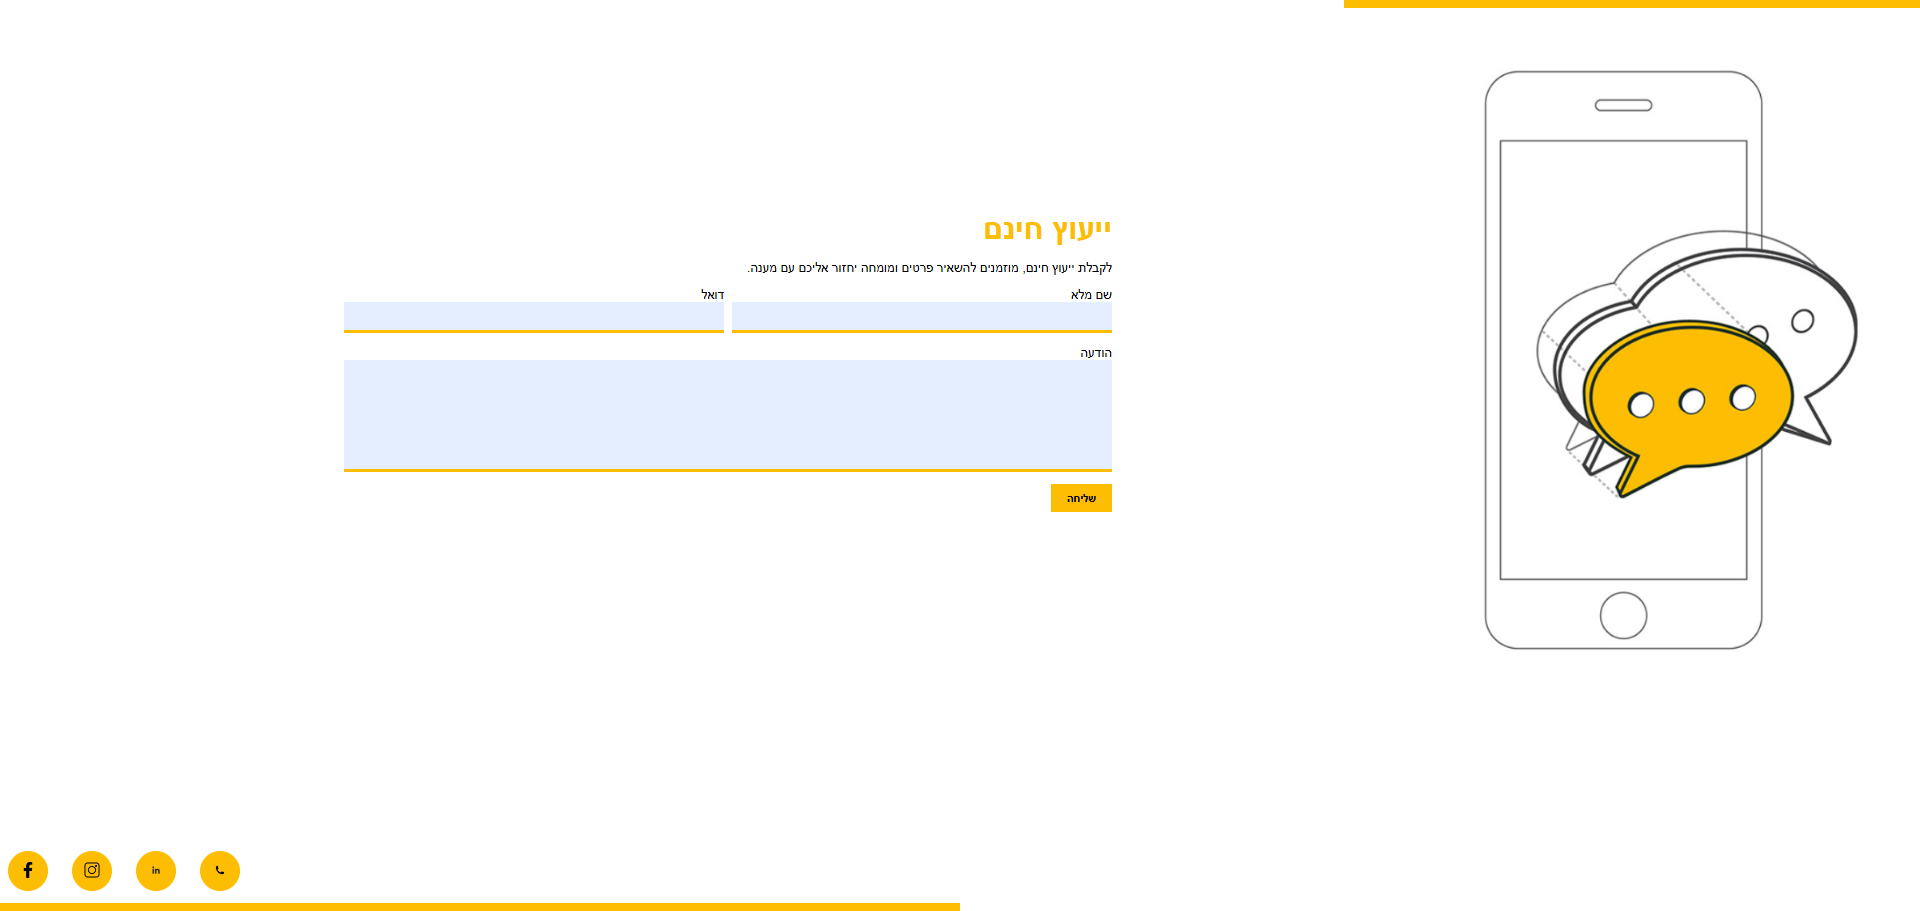 ייעוץ חינם
לקבלת ייעוץ חינם, מוזמנים להשאיר פרטים ומומחה יחזור אליכם עם מענה.
שם מלא
דואל
הודעה
שליחה
in